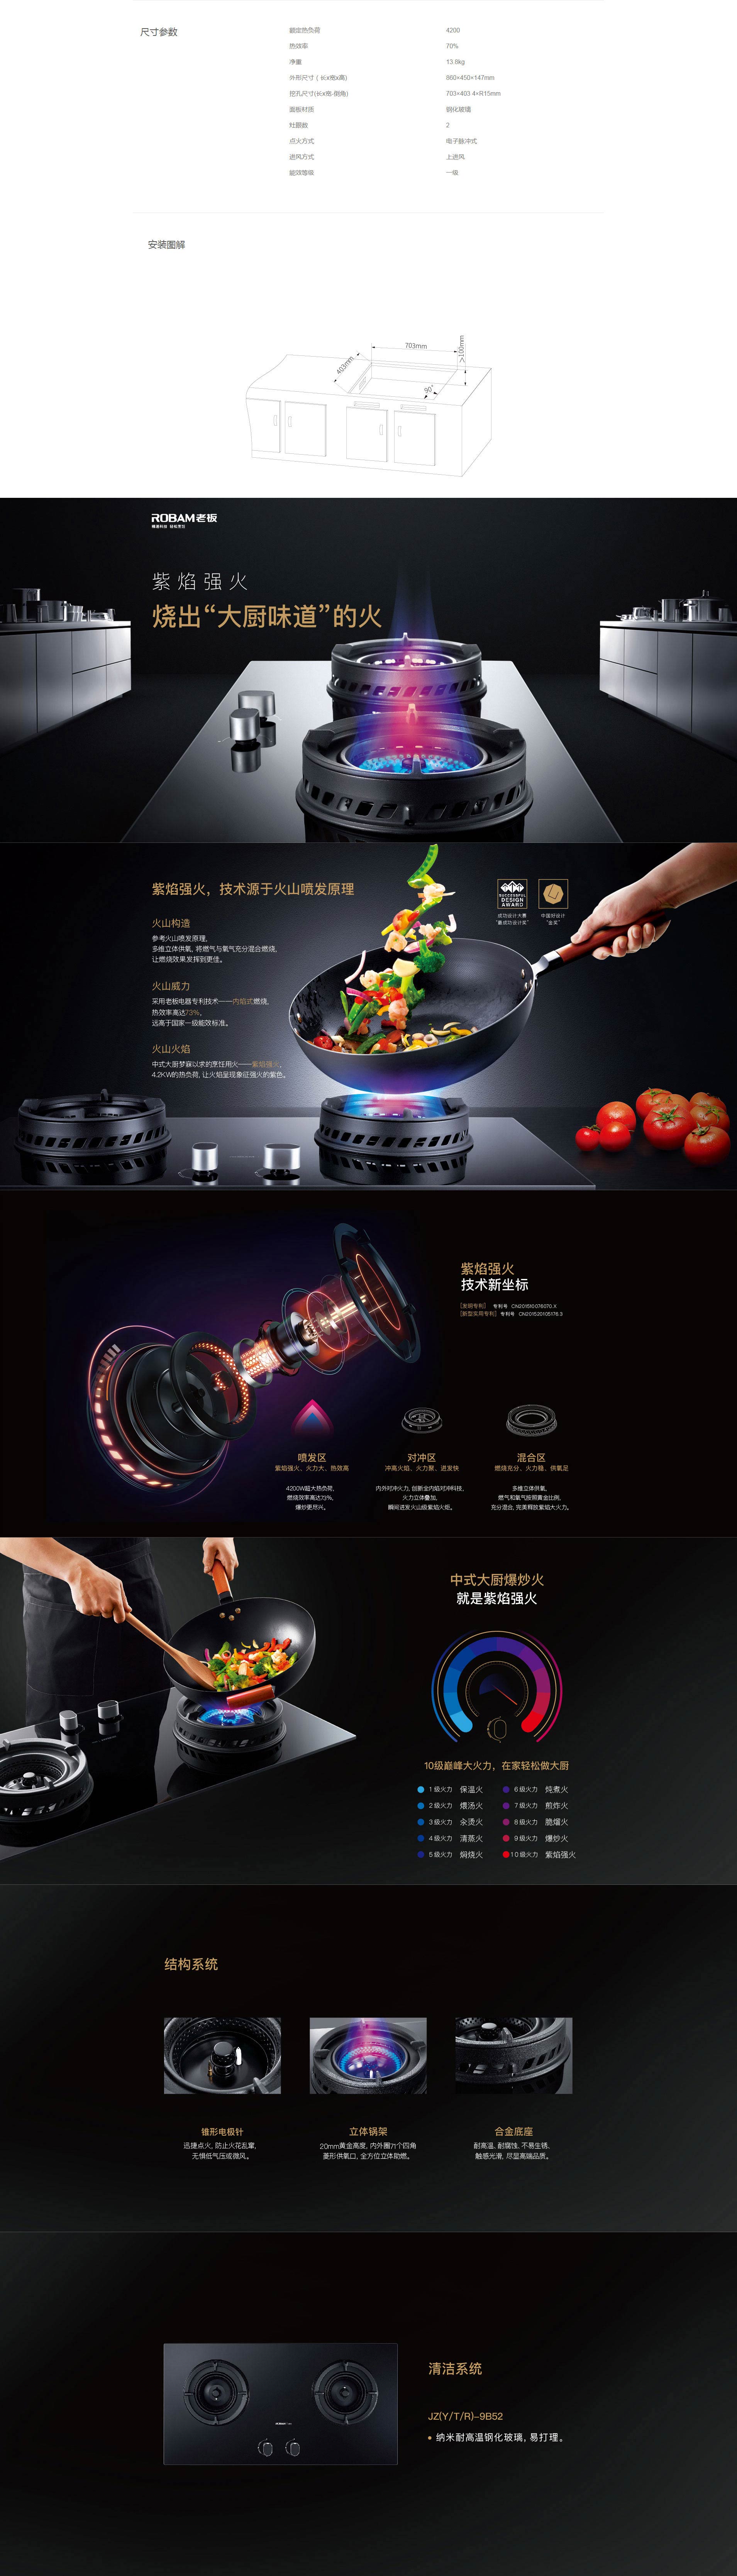 尺寸参数
额定热负荷 4200
热效率 70%
净重 13.8kg
外形尺寸（长x宽x高) 860×450×147mm
挖孔尺寸(长x宽-倒角) 703×403 4×R15mm
面板材质 钢化玻璃
灶眼数 2
点火方式 电子脉冲式
进风方式 上进风
能效等级 一级
安装图解
703mm
403mm
>100mm
90°
ROBAM老板
精湛科技 轻松烹饪
紫焰强火
烧出“大厨味道”的火
紫焰强火，技术源于火山喷发原理
火山构造
参考火山喷发原理，
多维立体供氧，将燃气与氧气充分混合燃烧，
让燃烧效果发挥到更佳。
火山威力
采用老板电器专利技术——内焰式燃烧，
热效率高达73%，
远高于国家一级能效标准。
火山火焰
中式大厨梦寐以求的烹饪用火——紫焰强火，
4.2KW的热负荷，让火焰呈现象征强火的紫色。
SUCCESSFUL
DESIGN
AWARD
成功设计大赛
“最成功设计奖”
中国好设计
“金奖”
紫焰强火
技术新坐标
[发明专利] 专利号 CN201510076070.X
[新型实用专利] 专利号 CN201520105176.3
喷发区
紫焰强火、火力大、热效高
4200W超大热负荷，
燃烧效率高达73%，
爆炒更尽兴。
对冲区
冲高火焰、火力聚、迸发快
内外对冲火力, 创新全内焰对冲科技，
火力立体叠加，
瞬间迸发火山级紫焰火炬。
混合区
燃烧充分、火力稳、供氧足
多维立体供氧，
燃气和氧气按照黄金比例，
充分混合, 完美释放紫焰大火力。
中式大厨爆炒火
就是紫焰强火
10级巅峰大火力，在家轻松做大厨
1 级火力 保温火
2 级火力 煨汤火
3 级火力 汆烫火
4 级火力 清蒸火
5 级火力 焖烧火
6 级火力 炖煮火
7 级火力 煎炸火
8 级火力 脆熘火
9 级火力 爆炒火
10 级火力 紫焰强火
结构系统
锥形电极针
迅捷点火, 防止火花乱窜,
无惧低气压或微风。
立体锅架
20mm黄金高度, 内外圈71个四角
菱形供氧口, 全方位立体助燃。
合金底座
耐高温、耐腐蚀、不易生锈、
触感光滑, 尽显高端品质。
清洁系统
JZ(Y/T/R)-9B52
纳米耐高温钢化玻璃，易打理。